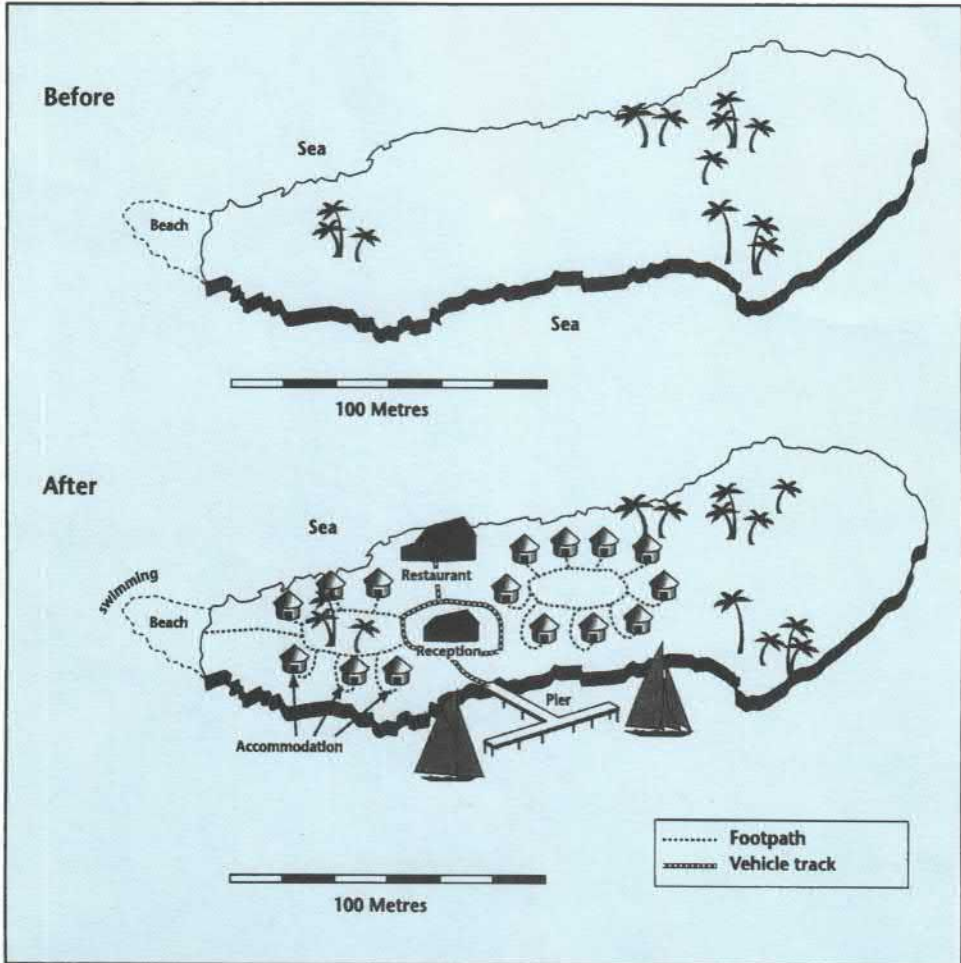 Before
Sea
Beach
Sea
100 Metres
After
Sea
swimming
Restaurant
Beach
Reception
Pier
Accommodation
Footpath
Vehicle track
100 Metres